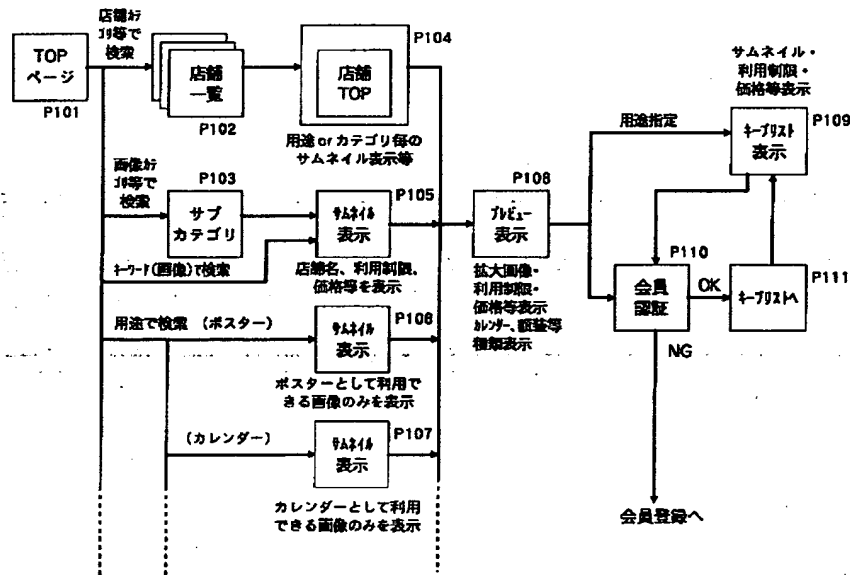 店舗ｶﾃ
ｺﾞﾘ等で
検索
TOP
ページ
P101
店舗
一覧
P102
P104
店舗
TOP
用途orカテゴリ毎の
サムネイル表示等
画像ｶﾃ
ｺﾞﾘ等で
検索
P103
サブ
カテゴリ
ｷｰﾜｰﾄﾞ(画像)で検索
P105
ｻﾑﾈｲﾙ
表示
店舗名、利用制限、
価格等を表示
用途で検索 (ポスター)
P106
ｻﾑﾈｲﾙ
表示
ポスターとして利用で
きる画像のみを表示
(カレンダー)
P107
ｻﾑﾈｲﾙ
表示
カレンダーとして利用
できる画像のみを表示
P108
ﾌﾟﾚﾋﾞｭｰ
表示
拡大画像・
利用制限・
価格等表示
ｶﾚﾝﾀﾞｰ、額装等
種類表示
用途指定
サムネイル・
利用制限・
価格等表示
P109
ｷｰﾌﾟﾘｽﾄ
表示
P110
会員
認証
OK
NG
P111
ｷｰﾌﾟﾘｽﾄへ
会員登録へ